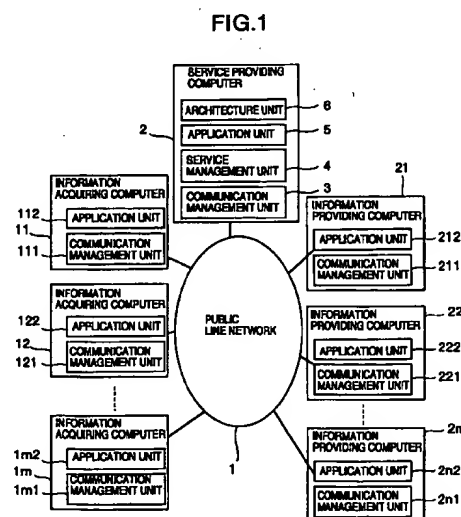 FIG.1
SERVICE PROVIDING
COMPUTER
ARCHITECTURE UNIT
6
APPLICATION UNIT
5
2
SERVICE
MANAGEMENT UNIT
4
COMMUNICATION
MANAGEMENT UNIT
3
INFORMATION
ACQUIRING COMPUTER
112
APPLICATION UNIT
11
COMMUNICATION
MANAGEMENT UNIT
111
INFORMATION
ACQUIRING COMPUTER
122
APPLICATION UNIT
12
COMMUNICATION
MANAGEMENT UNIT
121
INFORMATION
ACQUIRING COMPUTER
1m2
APPLICATION UNIT
1m
COMMUNICATION
MANAGEMENT UNIT
1m1
PUBLIC
LINE NETWORK
1
21
INFORMATION
PROVIDING COMPUTER
APPLICATION UNIT
212
COMMUNICATION
MANAGEMENT UNIT
211
INFORMATION
PROVIDING COMPUTER
22
APPLICATION UNIT
222
COMMUNICATION
MANAGEMENT UNIT
221
INFORMATION
PROVIDING COMPUTER
APPLICATION UNIT
2n2
COMMUNICATION
MANAGEMENT UNIT
2n1